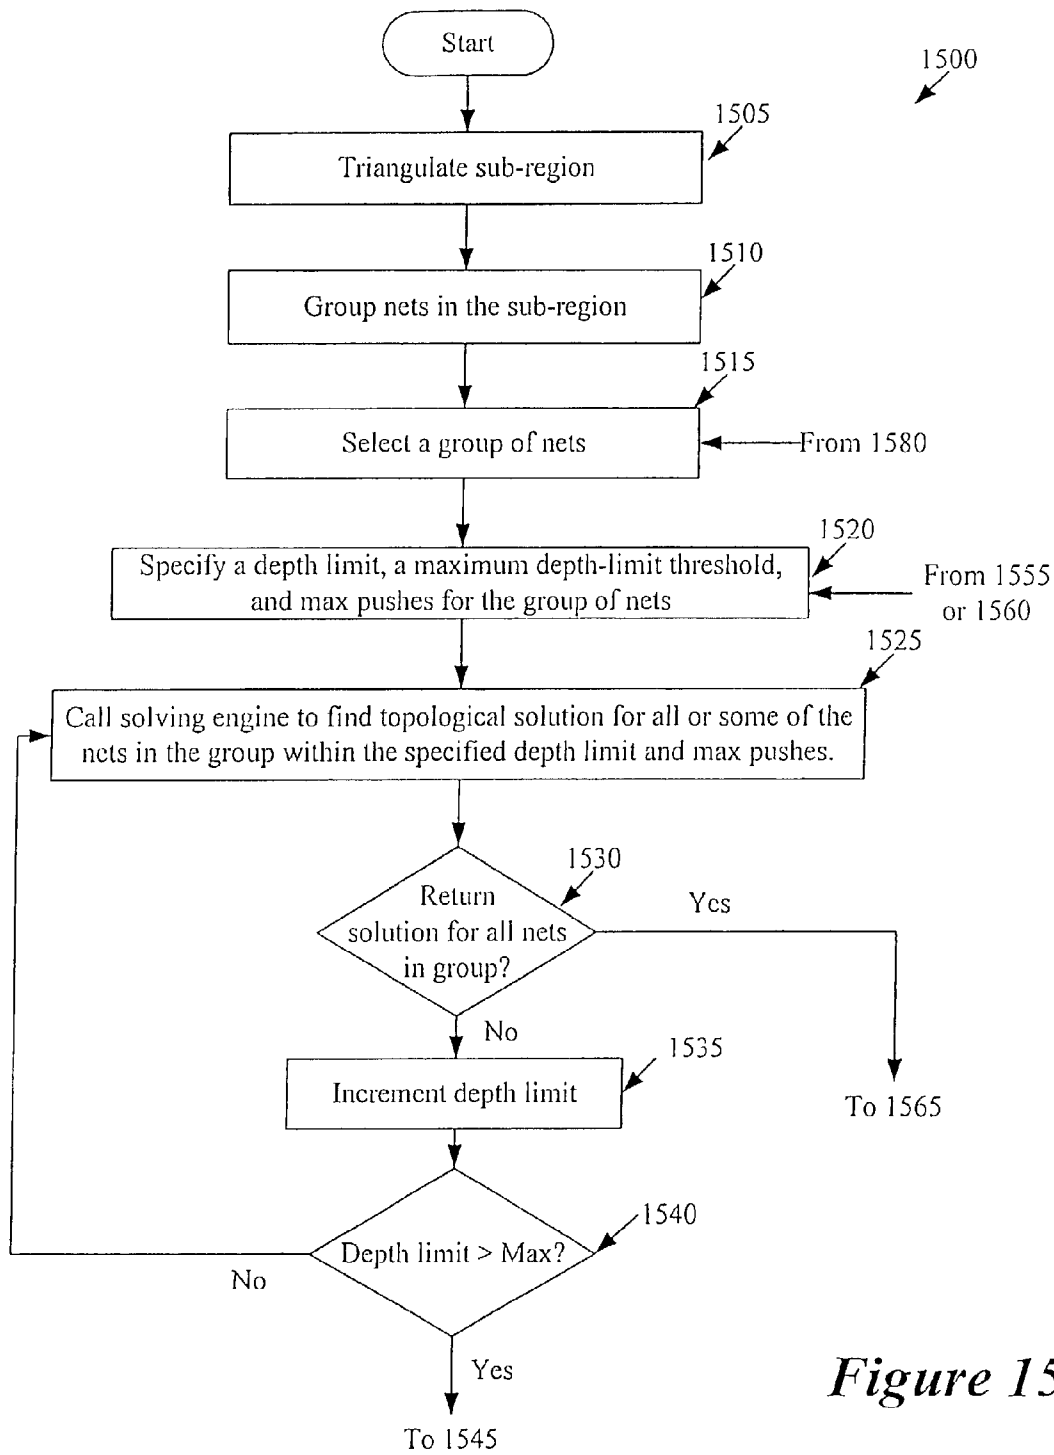 Start
1500
1505
Triangulate sub-region
1510
Group nets in the sub-region
1515
Select a group of nets
From 1580
1520
Specify a depth limit, a maximum depth-limit threshold,
and max pushes for the group of nets
From 1555
or 1560
1525
Call solving engine to find topological solution for all or some of the
nets in the group within the specified depth limit and max pushes.
1530
Return
solution for all nets
in group?
Yes
No
1535
Increment depth limit
To 1565
1540
Depth limit > Max?
No
Yes
To 1545
Figure 15